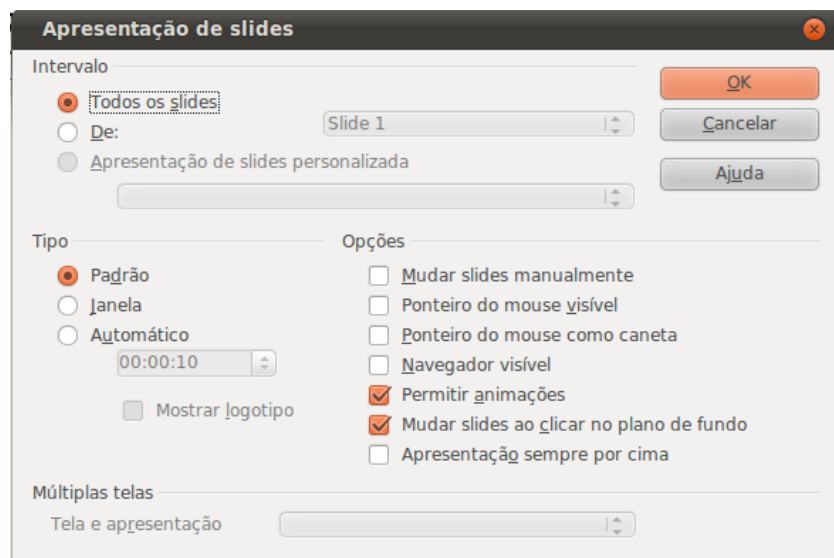 Apresentação de slides
Intervalo
Todos os slides
De:
Slide 1
Apresentação de slides personalizada
OK
Cancelar
Ajuda
Tipo
Padrão
Janela
Automático
00:00:10
Mostrar logotipo
Opções
Mudar slides manualmente
Ponteiro do mouse visível
Ponteiro do mouse como caneta
Navegador visível
Permitir animações
Mudar slides ao clicar no plano de fundo
Apresentação sempre por cima
Múltiplas telas
Tela e apresentação